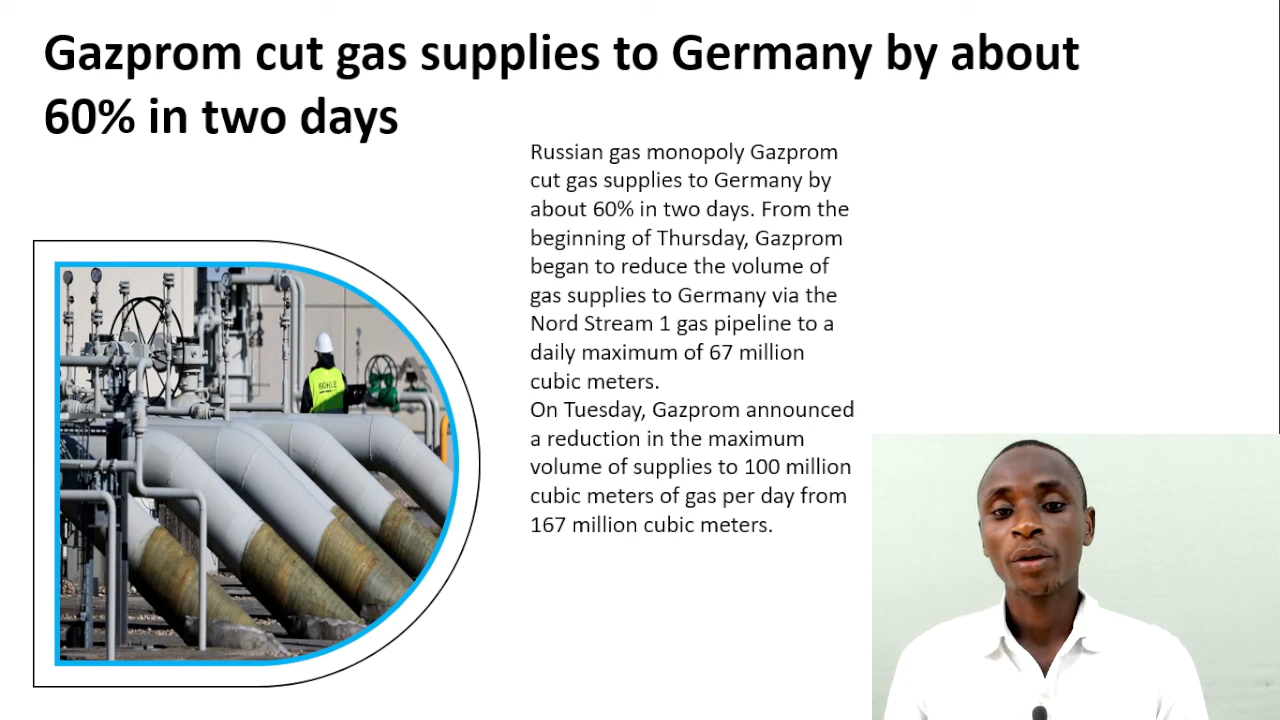 Gazprom cut gas supplies to Germany by about
60% in two days
Russian gas monopoly Gazprom
cut gas supplies to Germany by
about 60% in two days. From the
beginning of Thursday, Gazprom
began to reduce the volume of
gas supplies to Germany via the
Nord Stream 1 gas pipeline to a
daily maximum of 67 million
cubic meters.
On Tuesday, Gazprom announced
a reduction in the maximum
volume of supplies to 100 million
cubic meters of gas per day from
167 million cubic meters.